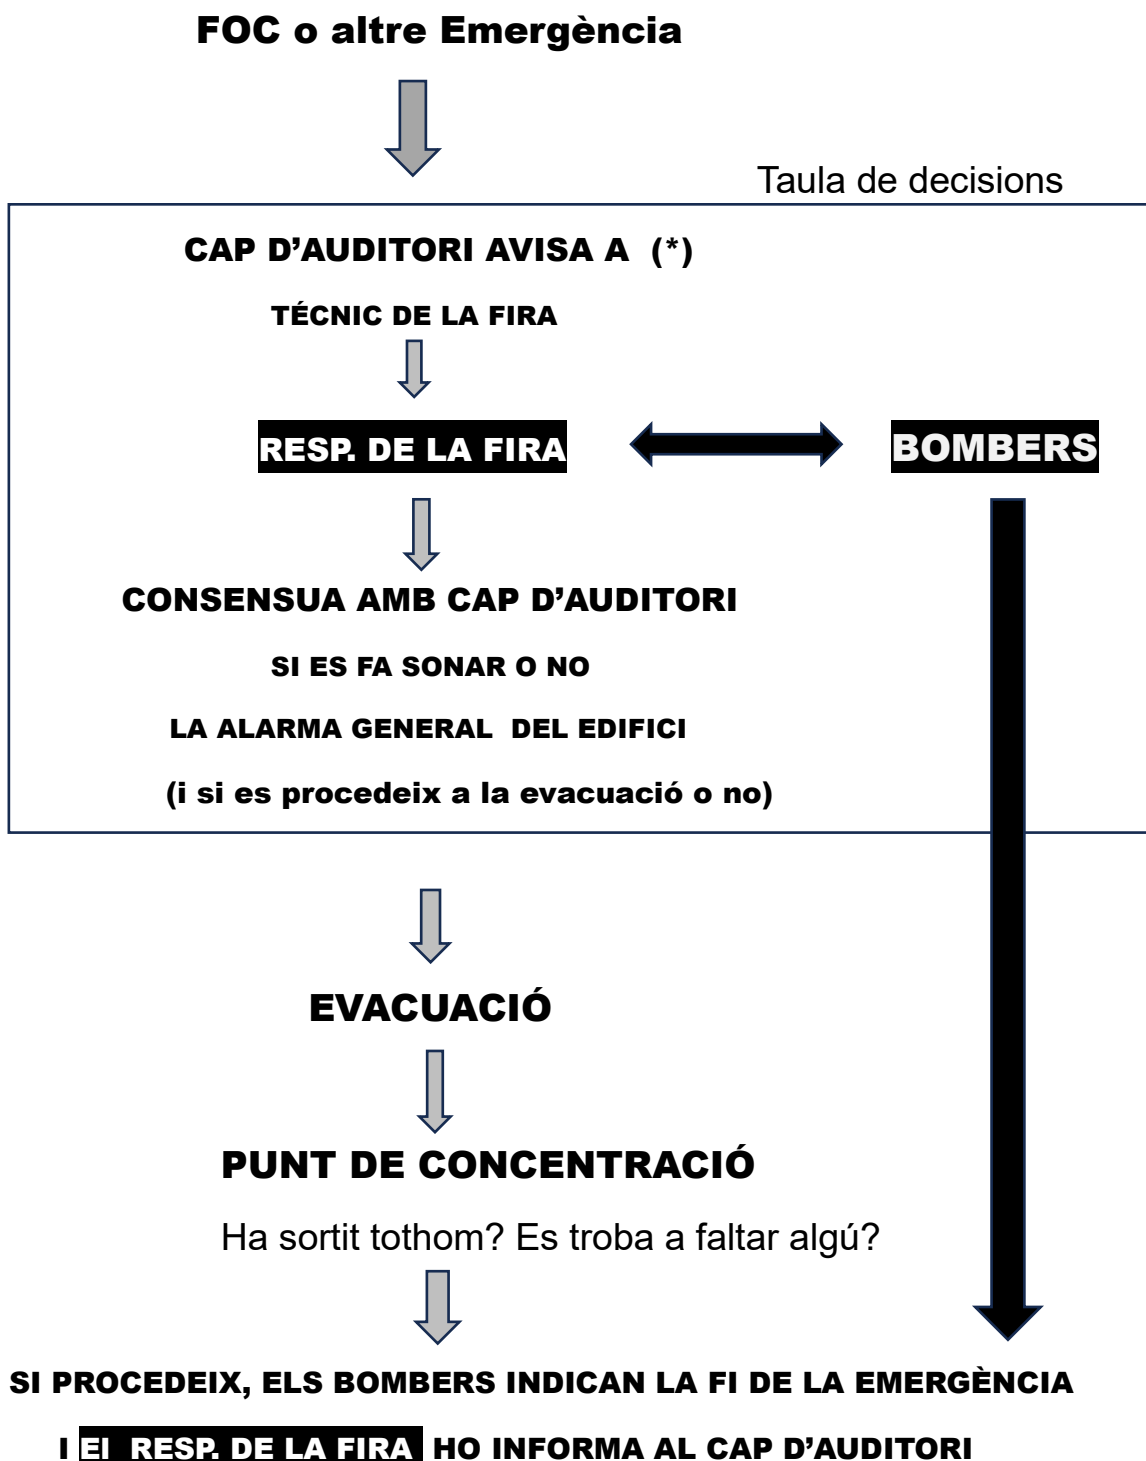 FOC o altre Emergència
Taula de decisions
CAP D’AUDITORI AVISA A (*)
TÉCNIC DE LA FIRA
RESP. DE LA FIRA
BOMBERS
CONSENSUA AMB CAP D’AUDITORI
SI ES FA SONAR O NO
LA ALARMA GENERAL DEL EDIFICI
(i si es procedeix a la evacuació o no)
EVACUACIÓ
PUNT DE CONCENTRACIÓ
Ha sortit tothom? Es troba a faltar algú?
SI PROCEDEIX, ELS BOMBERS INDICAN LA FI DE LA EMERGÈNCIA
I El RESP. DE LA FIRA HO INFORMA AL CAP D’AUDITORI